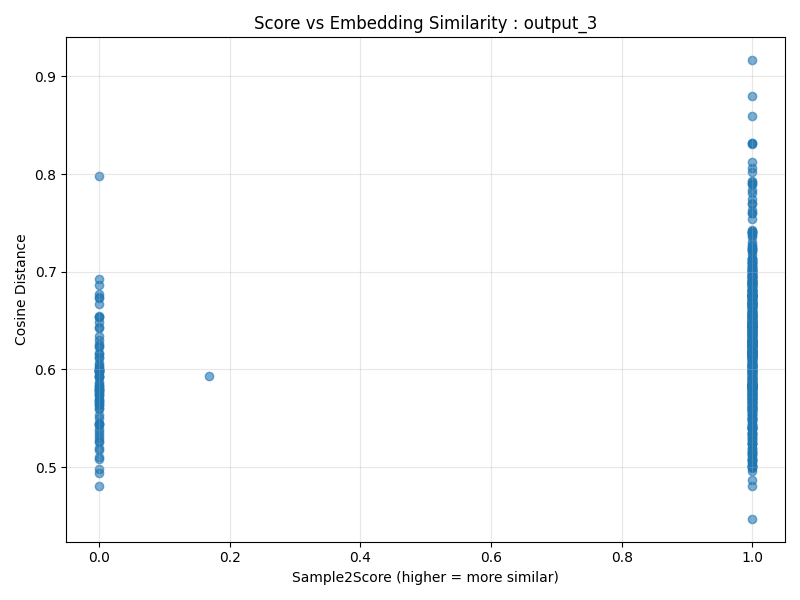 Score vs Embedding Similarity : output_3
Cosine Distance
0.9
0.8
0.7
0.6
0.5
0.0 0.2 0.4 0.6 0.8 1.0
Sample2Score (higher = more similar)